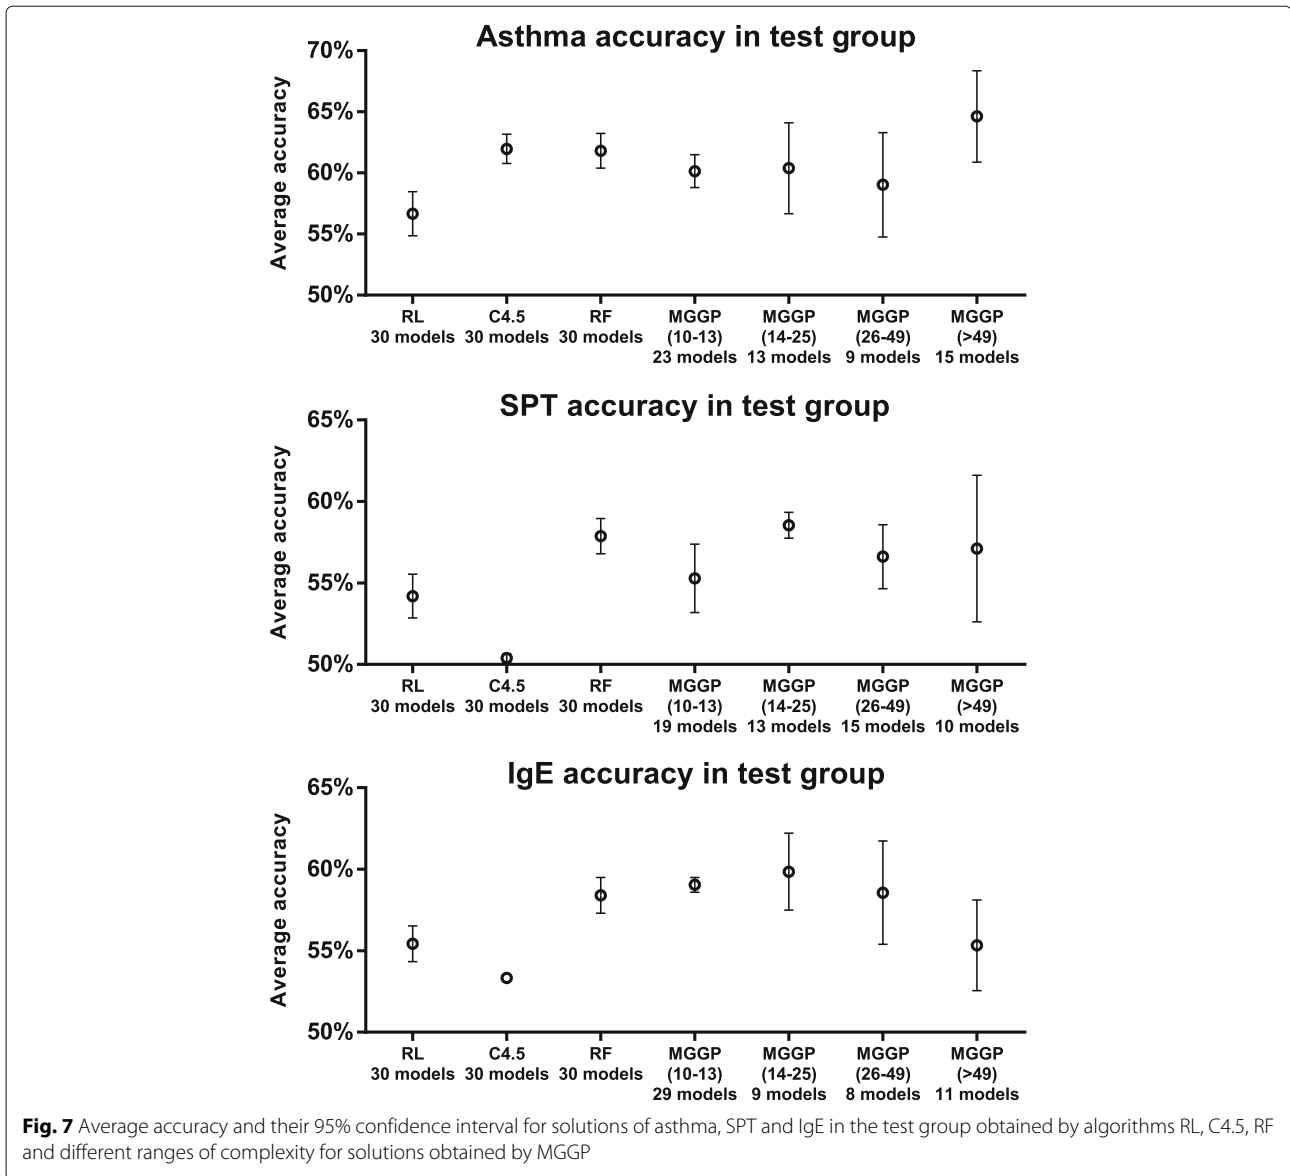 Asthma accuracy in test group
Average accuracy
70%
65%
60%
55%
50%
RL C4.5 RF MGGP MGGP MGGP MGGP
30 models 30 models 30 models (10-13) (14-25) (26-49) (>49)
23 models 13 models 9 models 15 models
SPT accuracy in test group
Average accuracy
65%
60%
55%
50%
RL C4.5 RF MGGP MGGP MGGP MGGP
30 models 30 models 30 models (10-13) (14-25) (26-49) (>49)
19 models 13 models 15 models 10 models
IgE accuracy in test group
Average accuracy
65%
60%
55%
50%
RL C4.5 RF MGGP MGGP MGGP MGGP
30 models 30 models 30 models (10-13) (14-25) (26-49) (>49)
29 models 9 models 8 models 11 models
Fig. 7 Average accuracy and their 95% confidence interval for solutions of asthma, SPT and IgE in the test group obtained by algorithms RL, C4.5, RF
and different ranges of complexity for solutions obtained by MGGP